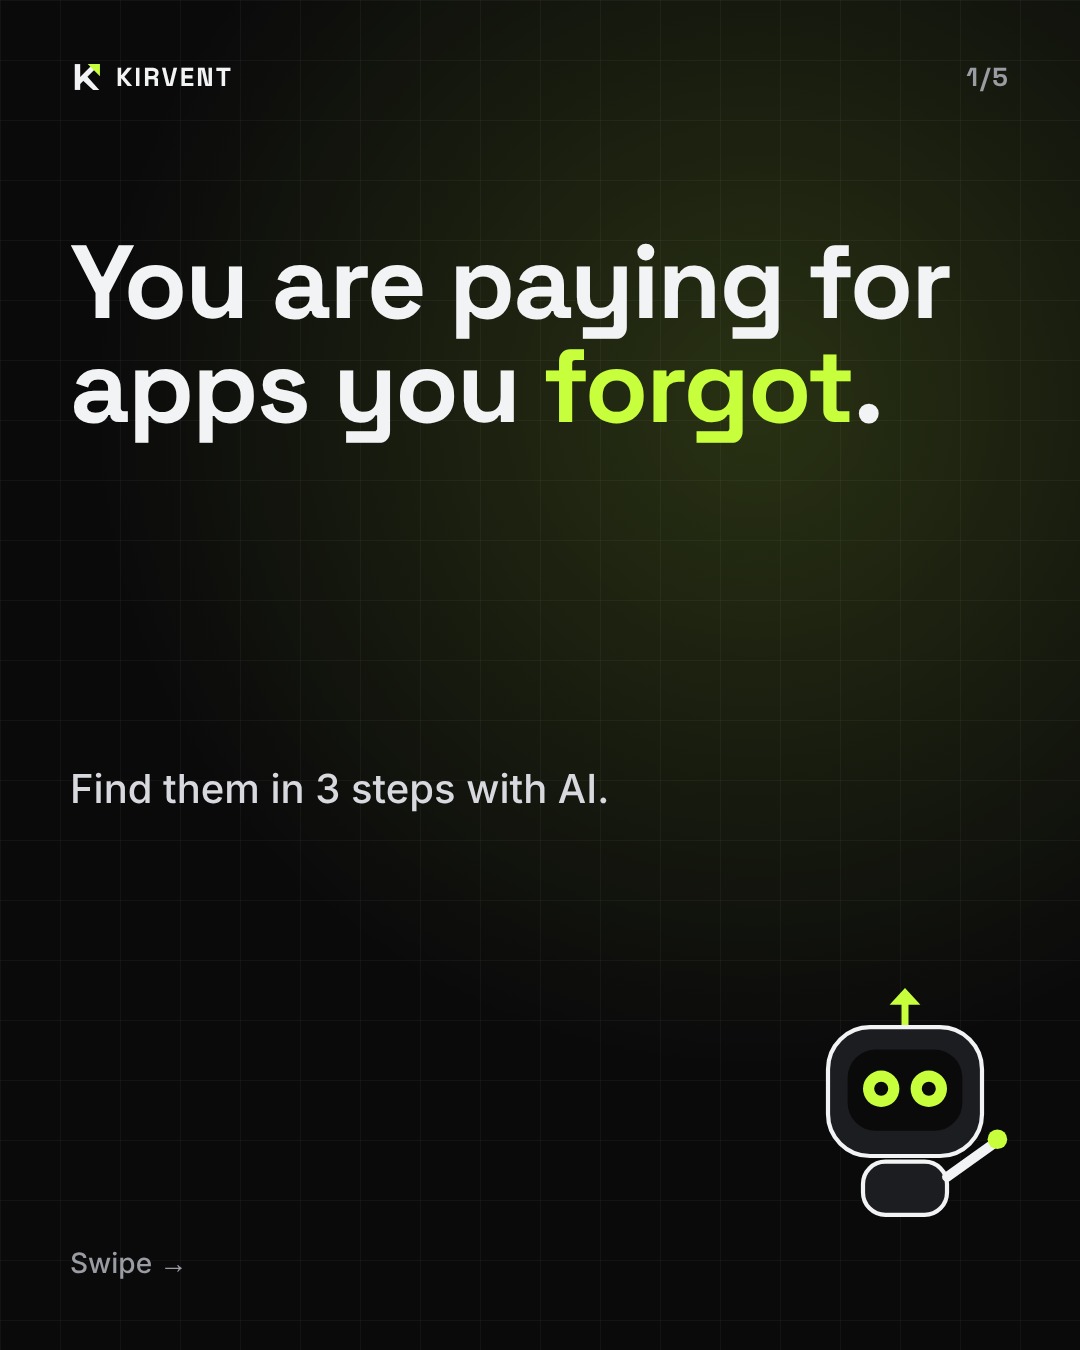 KIRVENT
1/5
You are paying for
apps you forgot.
Find them in 3 steps with AI.
Swipe →